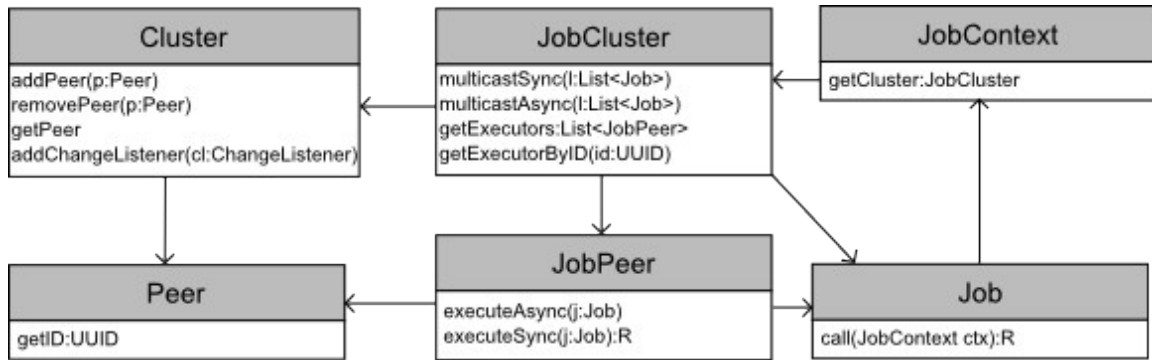 Cluster
addPeer(p:Peer)
removePeer(p:Peer)
getPeer
addChangeListener(cl:ChangeListener)
JobCluster
multicastSync(l:List<Job>)
multicastAsync(l:List<Job>)
getExecutors:List<JobPeer>
getExecutorByID(id:UUID)
JobContext
getCluster:JobCluster
Peer
getID:UUID
JobPeer
executeAsync(j:Job)
executeSync(j:Job):R
Job
call(JobContext ctx):R